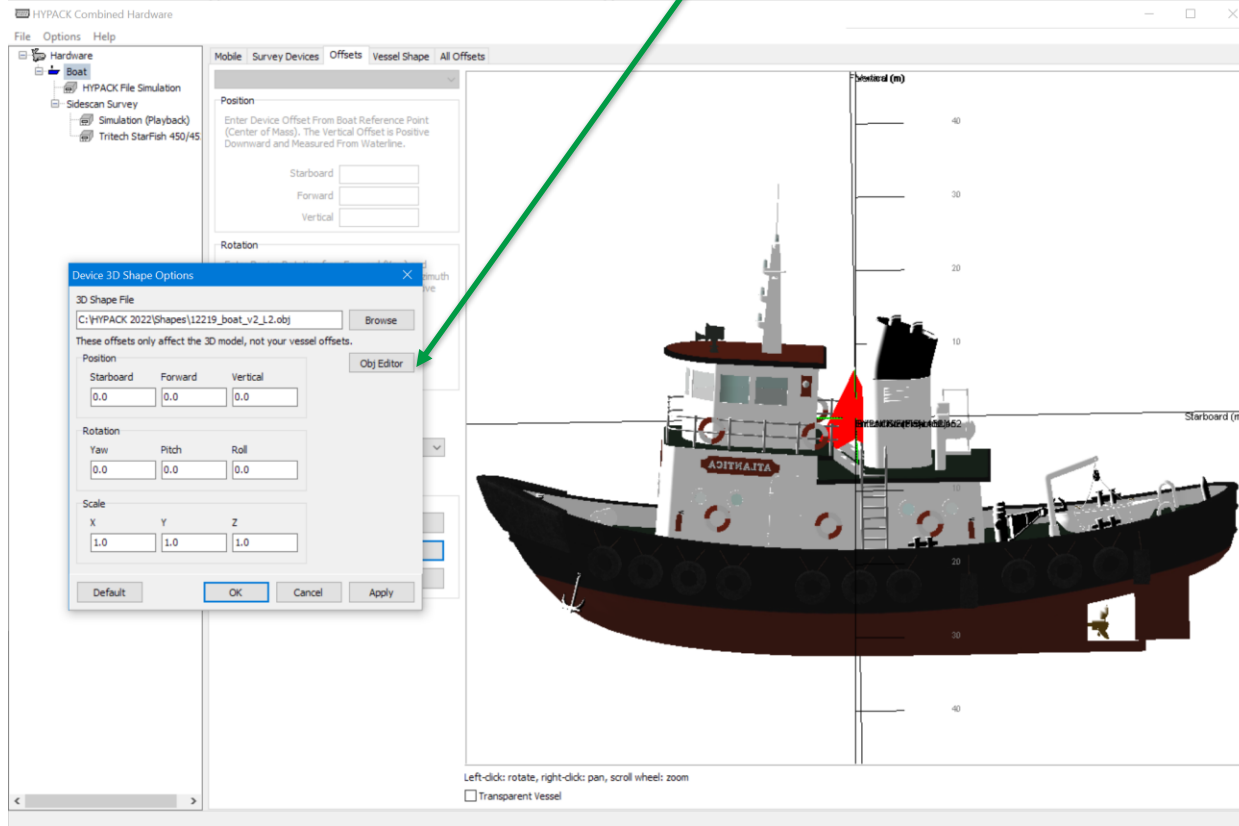 HYPACK Combined Hardware
File Options Help
Hardware
Boat
HYPACK File Simulation
Sidescan Survey
Simulation (Playback)
Tritech StarFish 450/45
Mobile Survey Devices Offsets Vessel Shape All Offsets
Position
Enter Device Offset From Boat Reference Point
(Center of Mass). The Vertical Offset is Positive
Downward and Measured From Waterline.
Starboard
Forward
Vertical
Rotation
Device 3D Shape Options
3D Shape File
C:\HYPACK 2022\Shapes\12219_boat_v2_L2.obj Browse
These offsets only affect the 3D model, not your vessel offsets.
Obj Editor
Position
Starboard Forward Vertical
0.0 0.0 0.0
Rotation
Yaw Pitch Roll
0.0 0.0 0.0
Scale
X Y Z
1.0 1.0 1.0
Default OK Cancel Apply
(m)
40
30
20
10
Starboard (m
ATLANTICA
10
20
30
40
Left-click: rotate, right-click: pan, scroll wheel: zoom
Transparent Vessel